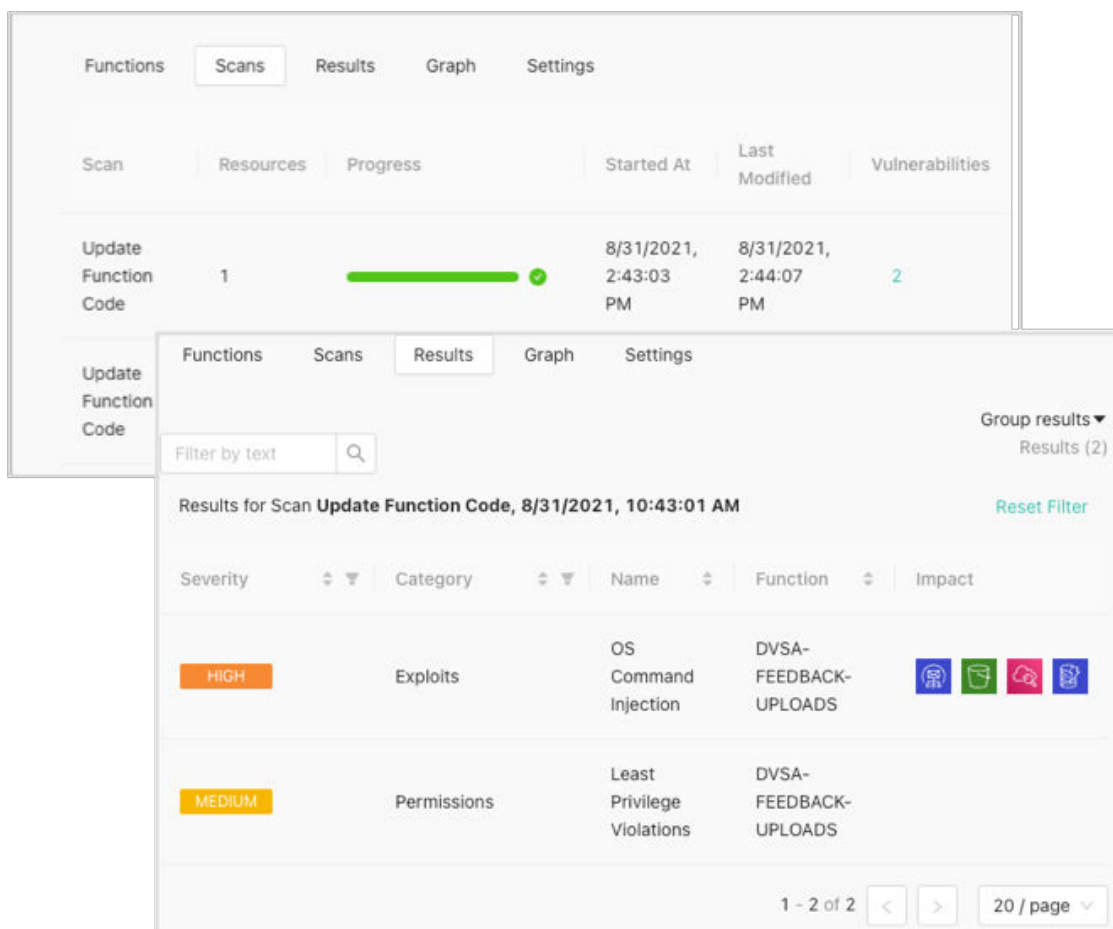 Functions Scans Results Graph Settings
Scan Resources Progress Started At Last Modified Vulnerabilities
Update Function Code 1 8/31/2021, 2:43:03 PM 8/31/2021, 2:44:07 PM 2
Update Function Code
Functions Scans Results Graph Settings
Group results
Filter by text
Results (2)
Results for Scan Update Function Code, 8/31/2021, 10:43:01 AM Reset Filter
Severity Category Name Function Impact
HIGH Exploits OS Command Injection DVSA-FEEDBACK-UPLOADS
MEDIUM Permissions Least Privilege Violations DVSA-FEEDBACK-UPLOADS
1 - 2 of 2 < > 20 / page